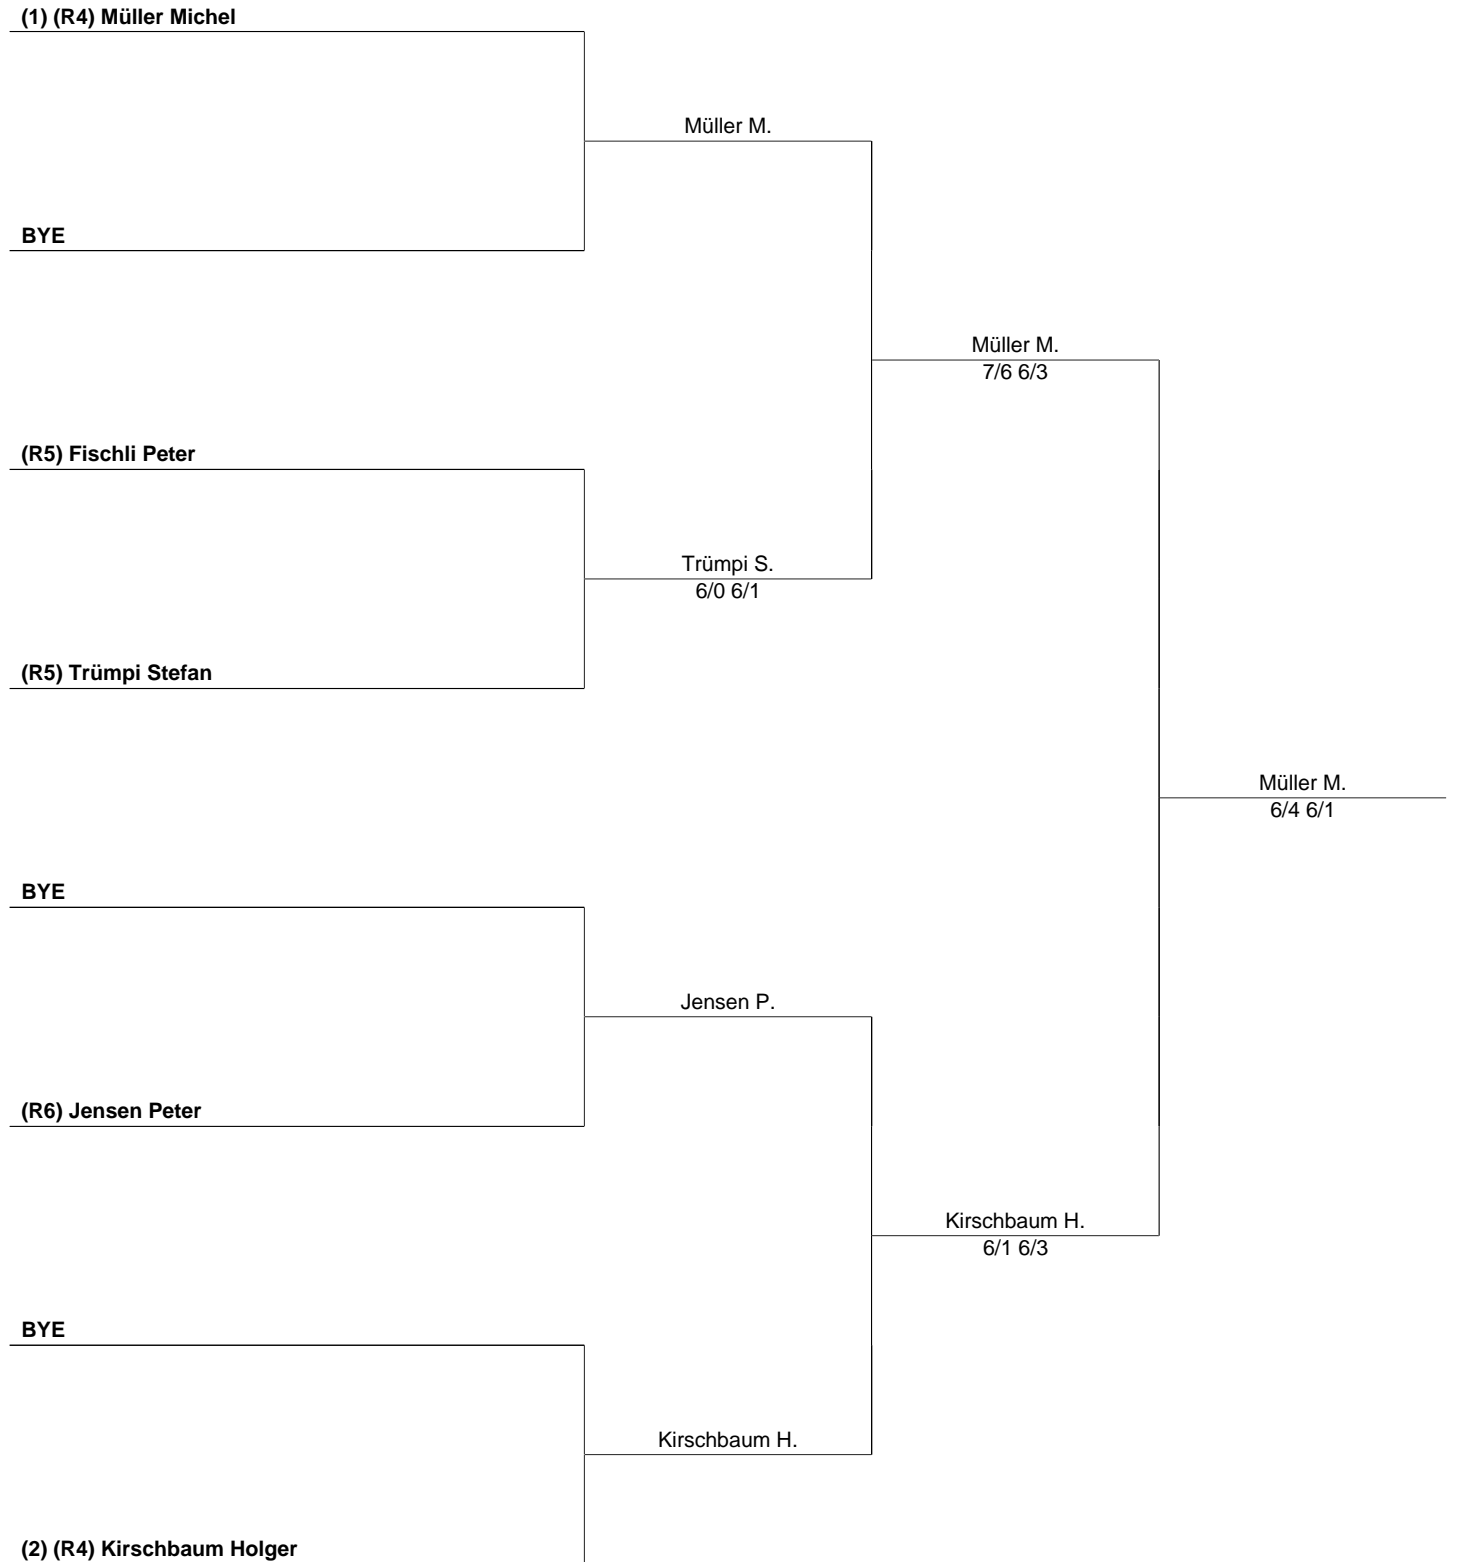 (1) (R4) Müller Michel
Müller M.
BYE
Müller M.
7/6 6/3
(R5) Fischli Peter
Trümpi S.
6/0 6/1
(R5) Trümpi Stefan
Müller M.
6/4 6/1
BYE
Jensen P.
(R6) Jensen Peter
Kirschbaum H.
6/1 6/3
BYE
Kirschbaum H.
(2) (R4) Kirschbaum Holger